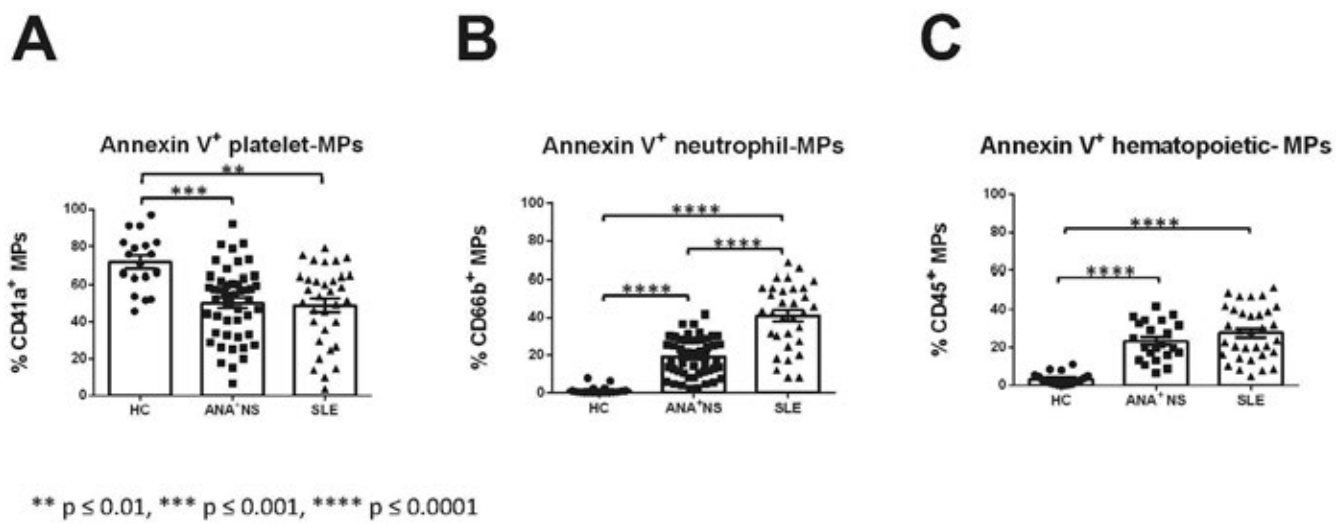 A
B
C
Annexin V⁺ platelet-MPs
**
***
% CD41a⁺ MPs
100
80
60
40
20
0
HC
ANA⁺NS
SLE
Annexin V⁺ neutrophil-MPs
****
****
****
% CD66b⁺ MPs
100
80
60
40
20
0
HC
ANA⁺NS
SLE
Annexin V⁺ hematopoietic- MPs
****
****
% CD45⁺ MPs
100
80
60
40
20
0
HC
ANA⁺ NS
SLE
** p ≤ 0.01, *** p ≤ 0.001, **** p ≤ 0.0001